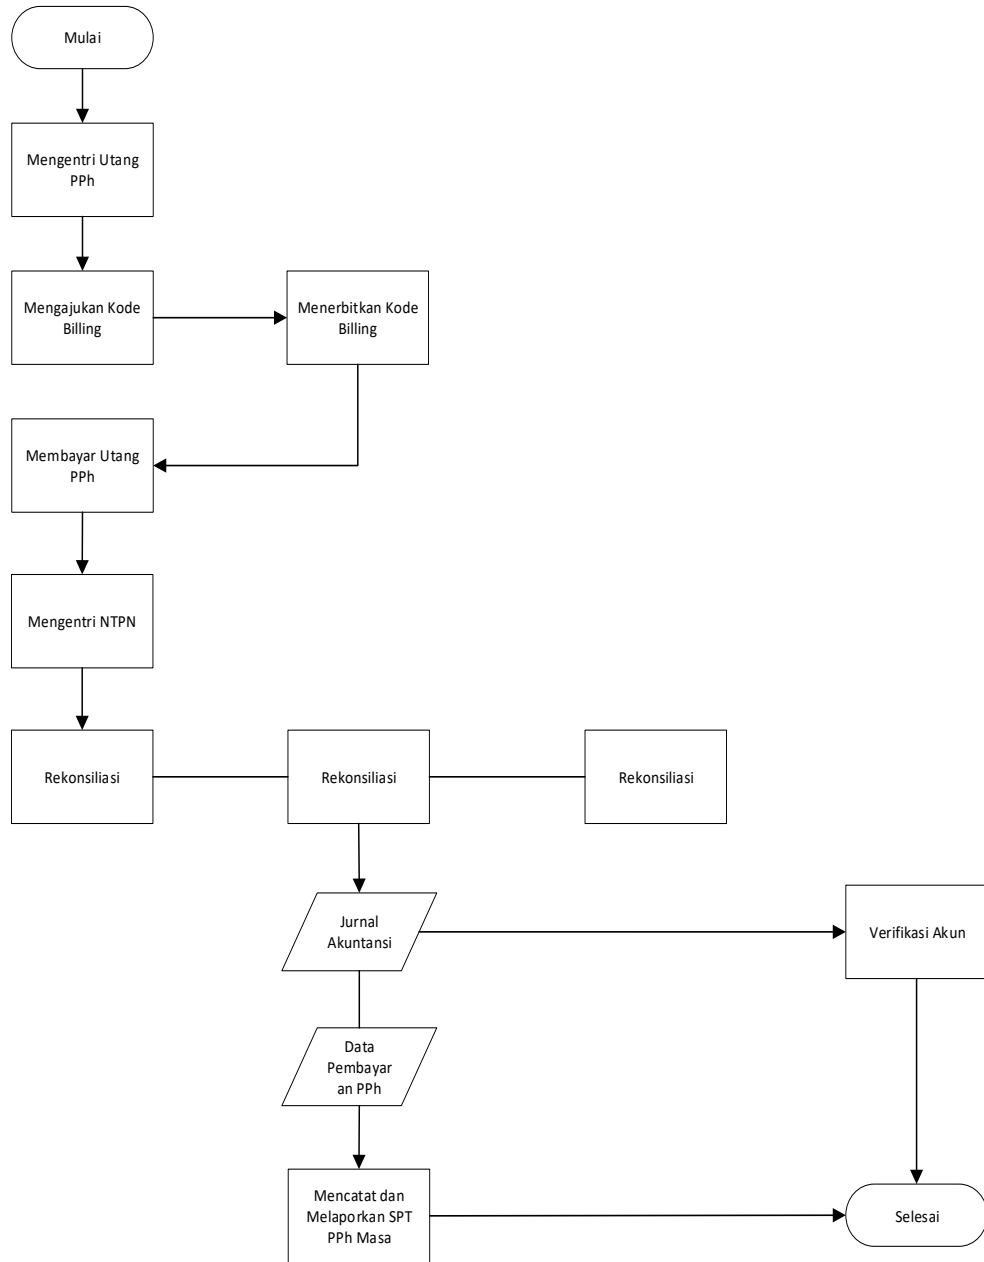 Mulai
Mengentri Utang
PPh
Mengajukan Kode
Billing
Menerbitkan Kode
Billing
Membayar Utang
PPh
Mengentri NTPN
Rekonsiliasi
Rekonsiliasi
Rekonsiliasi
Jurnal
Akuntansi
Verifikasi Akun
Data
Pembayar
an PPh
Mencatat dan
Melaporkan SPT
PPh Masa
Selesai